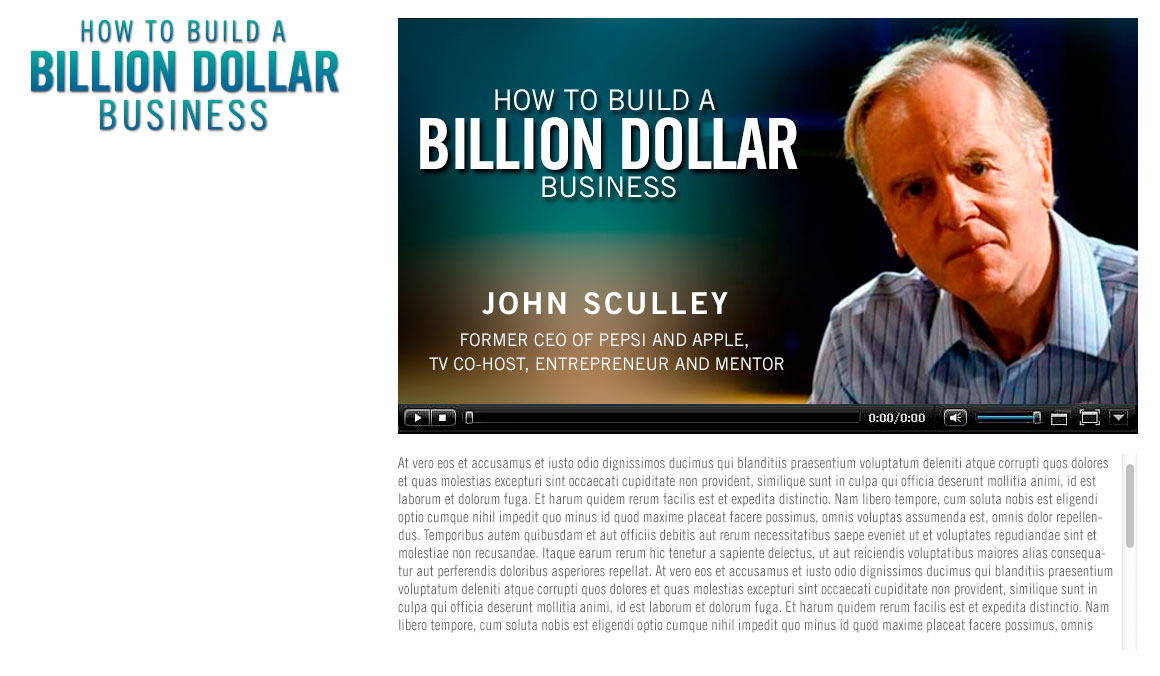 HOW TO BUILD A
BILLION DOLLAR
BUSINESS
HOW TO BUILD A
BILLION DOLLAR
BUSINESS
JOHN SCULLEY
FORMER CEO OF PEPSI AND APPLE,
TV CO-HOST, ENTREPRENEUR AND MENTOR
0:00/0:00
At vero eos et accusamus et iusto odio dignissimos ducimus qui blanditiis praesentium voluptatum deleniti atque corrupti quos dolores
et quas molestias excepturi sint occaecati cupiditate non provident, similique sunt in culpa qui officia deserunt mollitia animi, id est
laborum et dolorum fuga. Et harum quidem rerum facilis est et expedita distinctio. Nam libero tempore, cum soluta nobis est eligendi
optio cumque nihil impedit quo minus id quod maxime placeat facere possimus, omnis voluptas assumenda est, omnis dolor repellen-
dus. Temporibus autem quibusdam et aut officiis debitis aut rerum necessitatibus saepe eveniet ut et voluptates repudiandae sint et
molestiae non recusandae. Itaque earum rerum hic tenetur a sapiente delectus, ut aut reiciendis voluptatibus maiores alias consequa-
tur aut perferendis doloribus asperiores repellat. At vero eos et accusamus et iusto odio dignissimos ducimus qui blanditiis praesentium
voluptatum deleniti atque corrupti quos dolores et quas molestias excepturi sint occaecati cupiditate non provident, similique sunt in
culpa qui officia deserunt mollitia animi, id est laborum et dolorum fuga. Et harum quidem rerum facilis est et expedita distinctio. Nam
libero tempore, cum soluta nobis est eligendi optio cumque nihil impedit quo minus id quod maxime placeat facere possimus, omnis